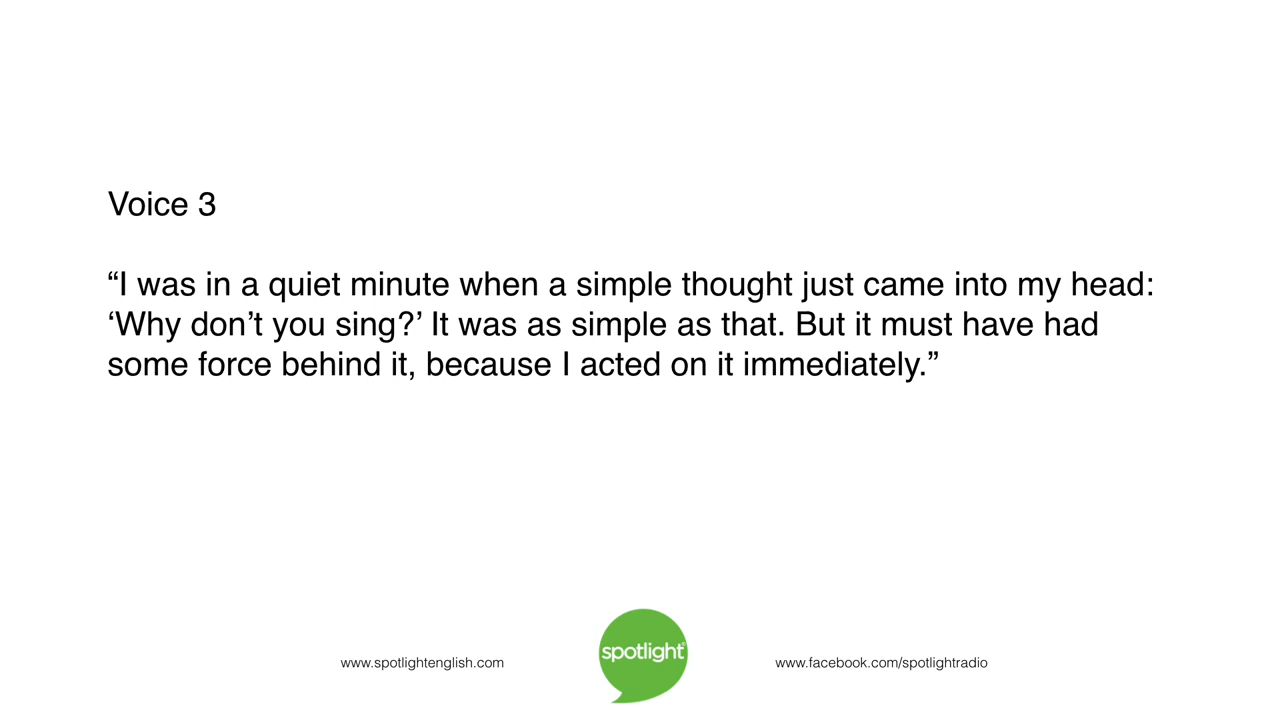 Voice 3
“I was in a quiet minute when a simple thought just came into my head:
‘Why don’t you sing?’ It was as simple as that. But it must have had
some force behind it, because I acted on it immediately.”
www.spotlightenglish.com
spotlight®
www.facebook.com/spotlightradio